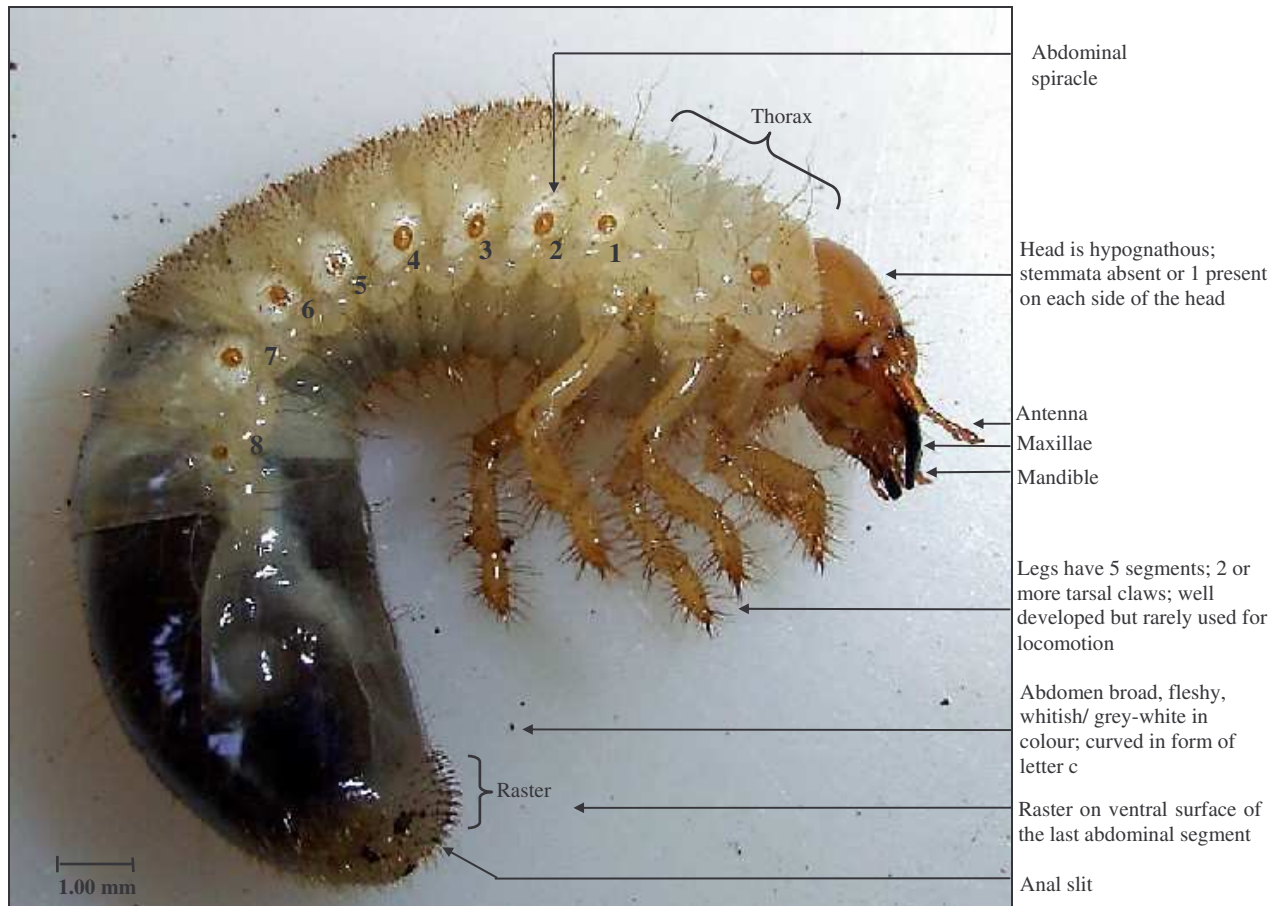 Abdominal
spiracle
Thorax
1
2
3
4
5
6
7
8
Head is hypognathous;
stemmata absent or 1 present
on each side of the head
Antenna
Maxillae
Mandible
Legs have 5 segments; 2 or
more tarsal claws; well
developed but rarely used for
locomotion
Abdomen broad, fleshy,
whitish/ grey-white in
colour; curved in form of
letter c
Raster
Raster on ventral surface of
the last abdominal segment
Anal slit
1.00 mm